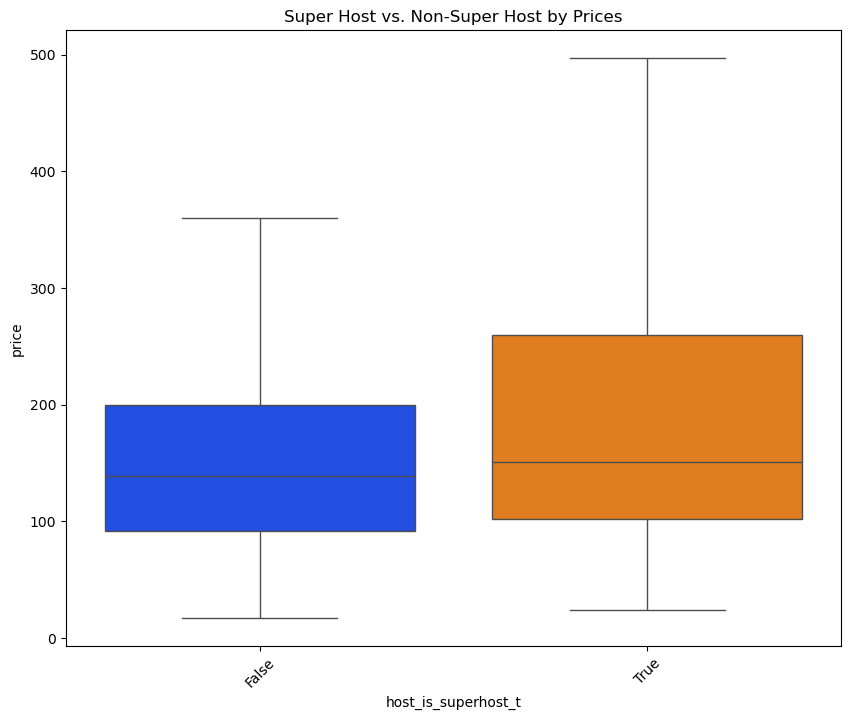 Super Host vs. Non-Super Host by Prices
500
400
300
200
100
0
price
False
True
host_is_superhost_t